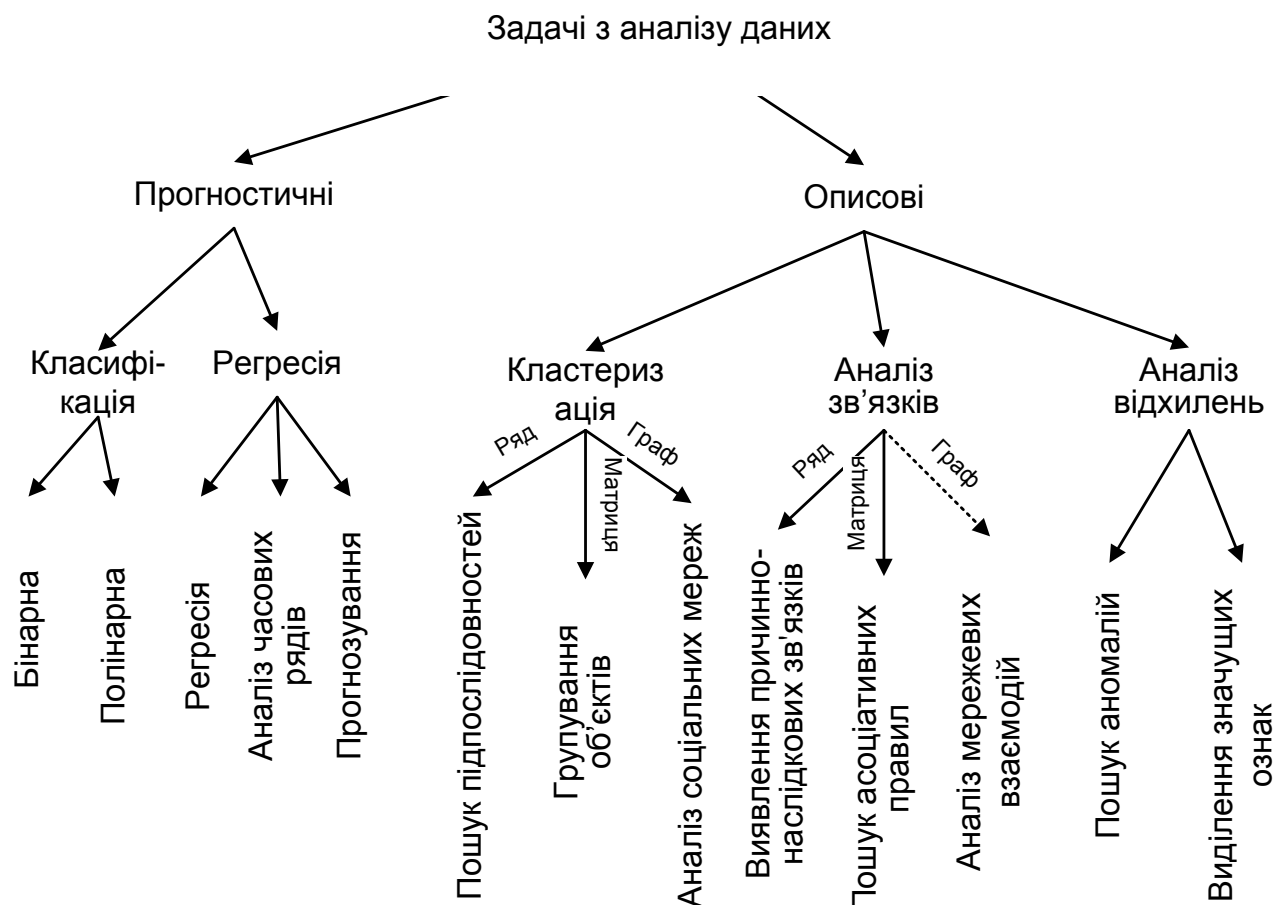 Задачі з аналізу даних
Прогностичні
Описові
Класифі-
кація
Регресія
Кластериз
ація
Аналіз
зв’язків
Аналіз
відхилень
Ряд
Матриця
Граф
Ряд
Матриця
Граф
Бінарна
Полінарна
Регресія
Аналіз часових
рядів
Прогнозування
Пошук підпослідовностей
Групування
об’єктів
Аналіз соціальних мереж
Виявлення причинно-
наслідкових зв'язків
Пошук асоціативних
правил
Аналіз мережевих
взаємодій
Пошук аномалій
Виділення значущих
ознак